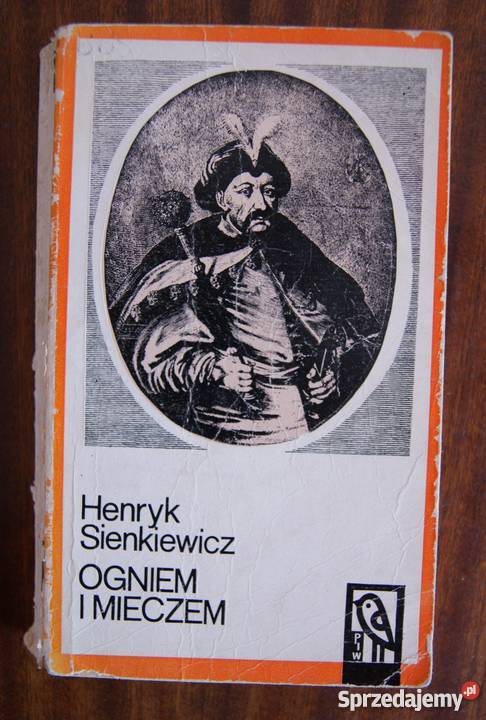 Henryk
Sienkiewicz
OGNIEM
I MIECZEM
PIW
Sprzedajemy.pl